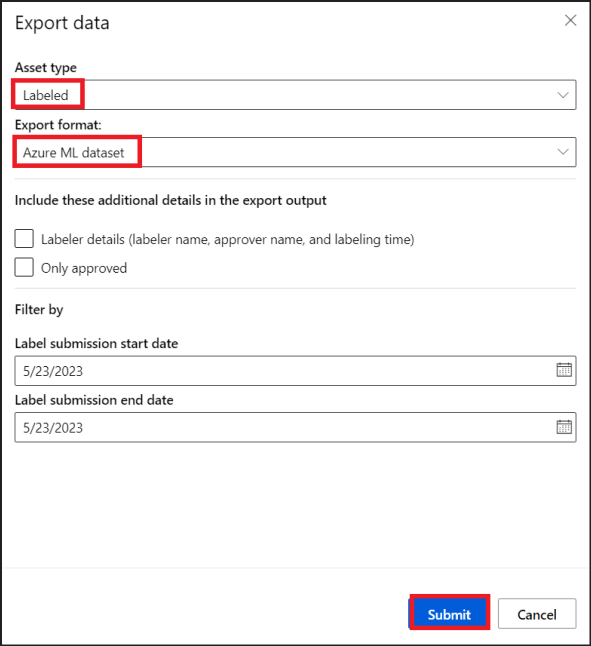 Export data
Asset type
Labeled
Export format:
Azure ML dataset
Include these additional details in the export output
Labeler details (labeler name, approver name, and labeling time)
Only approved
Filter by
Label submission start date
5/23/2023
Label submission end date
5/23/2023
Submit
Cancel